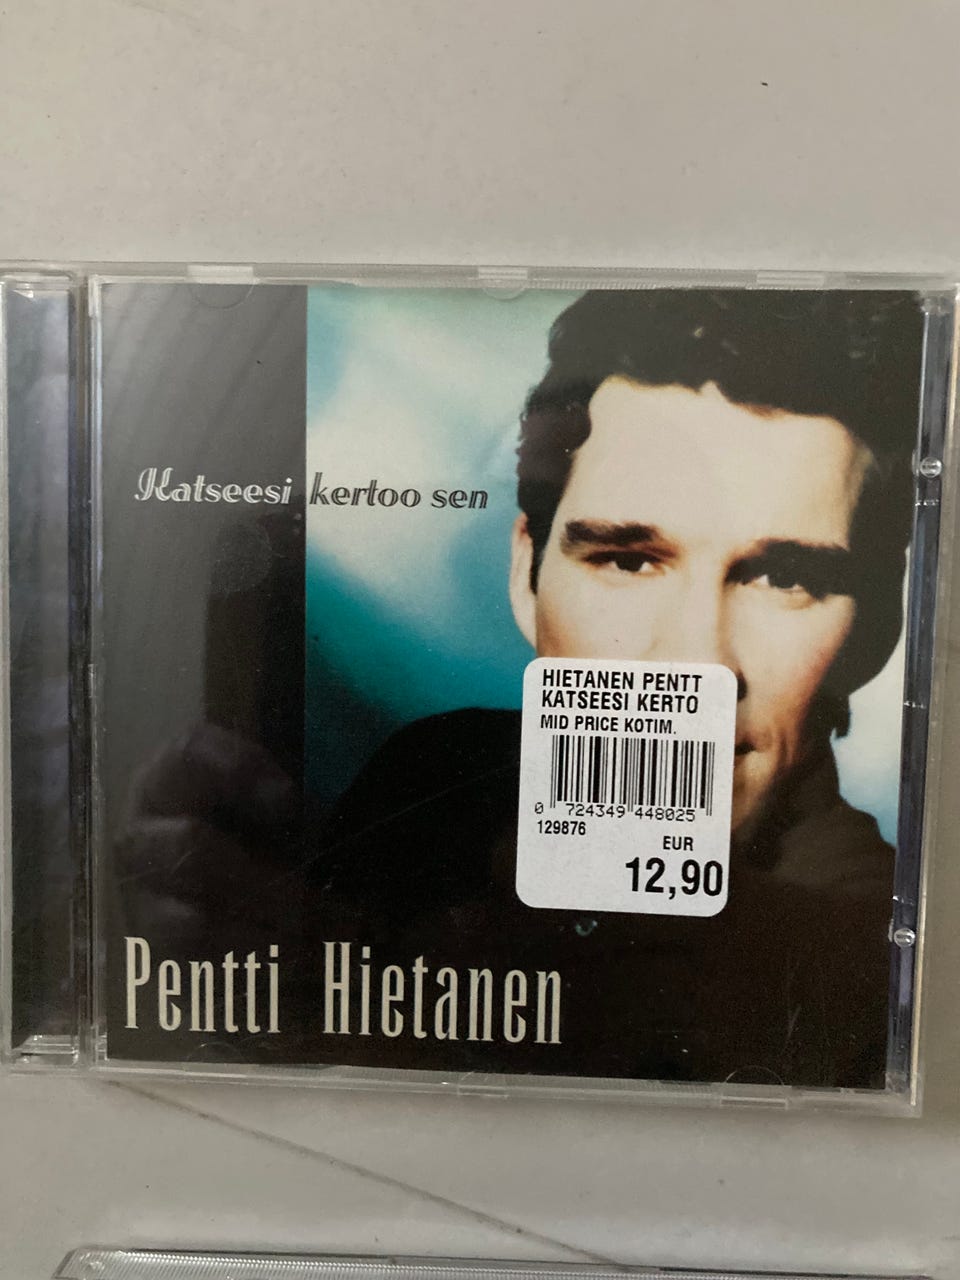 Katseesi kertoo sen
HIETANEN PENTT
KATSEESI KERTO
MID PRICE KOTIM.
0 724349 448025
129876
EUR
12,90
Pentti Hietanen